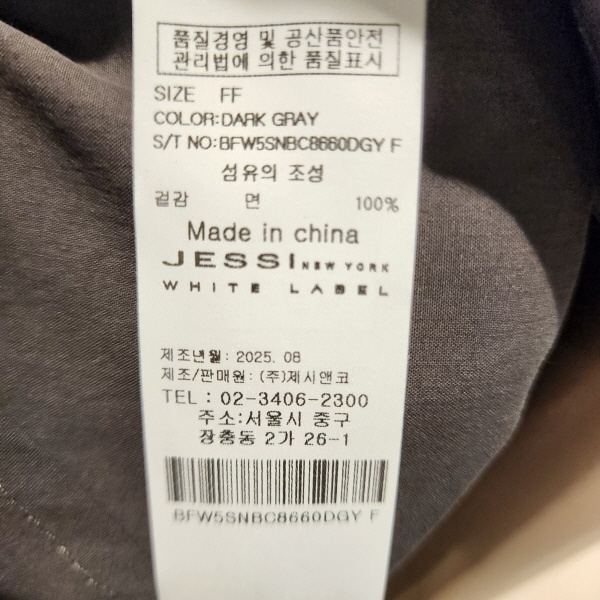 품질경영 및 공산품안전
관리법에 의한 품질표시
SIZE FF
COLOR:DARK GRAY
S/T NO:BFW5SNBC8660DGY F
섬유의 조성
겉감 면 100%
Made in china
JESSI NEW YORK
WHITE LABEL
제조년월: 2025. 08
제조/판매원: (주)제시앤코
TEL : 02-3406-2300
주소:서울시 중구
장충동 2가 26-1
BFW5SNBC8660DGY F